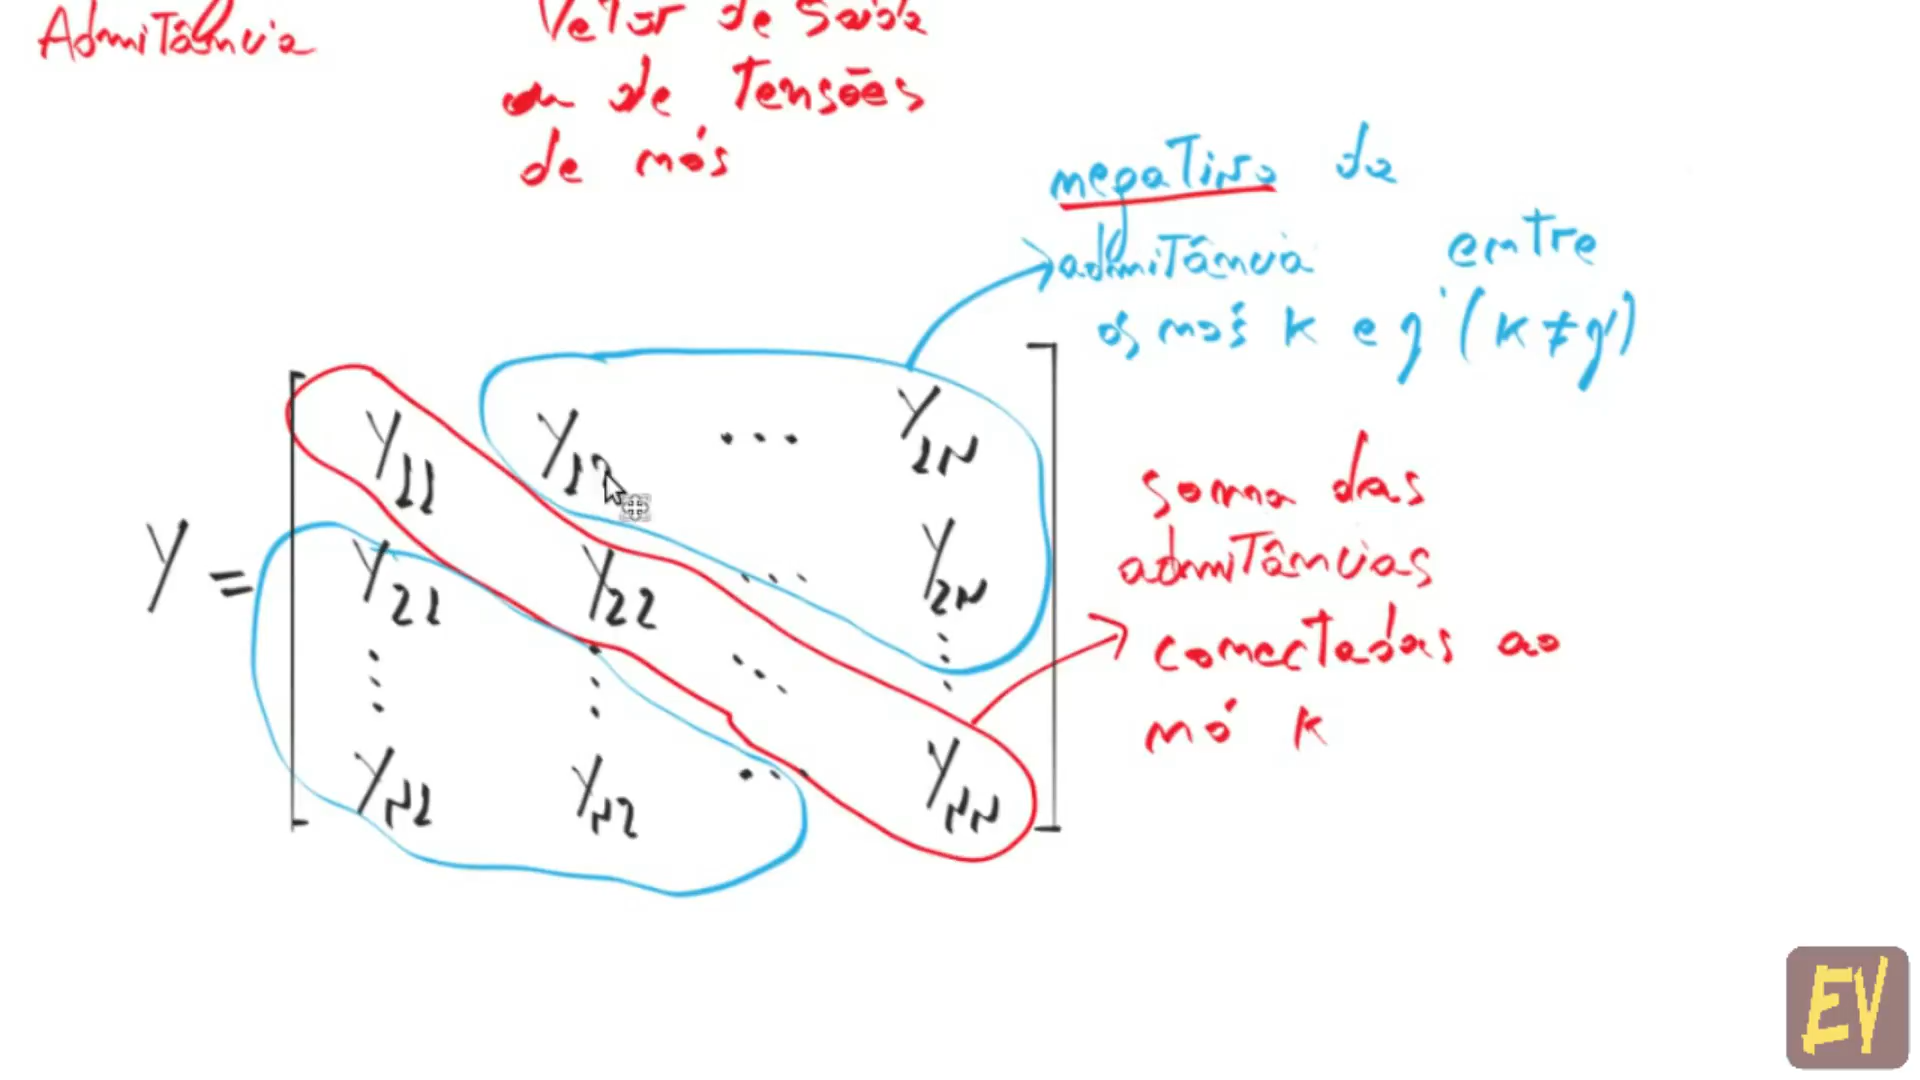 Admitância
Vetor de saída
ou de tensões
de nós
negativo da
admitância entre
os nós k e j (k ≠ j)
Y11 Y12 ... Y1N
soma das
Y =
Y21 Y22 ... Y2N
admitâncias
conectadas ao
nó k
YN1 YN2 ... YNN
EV